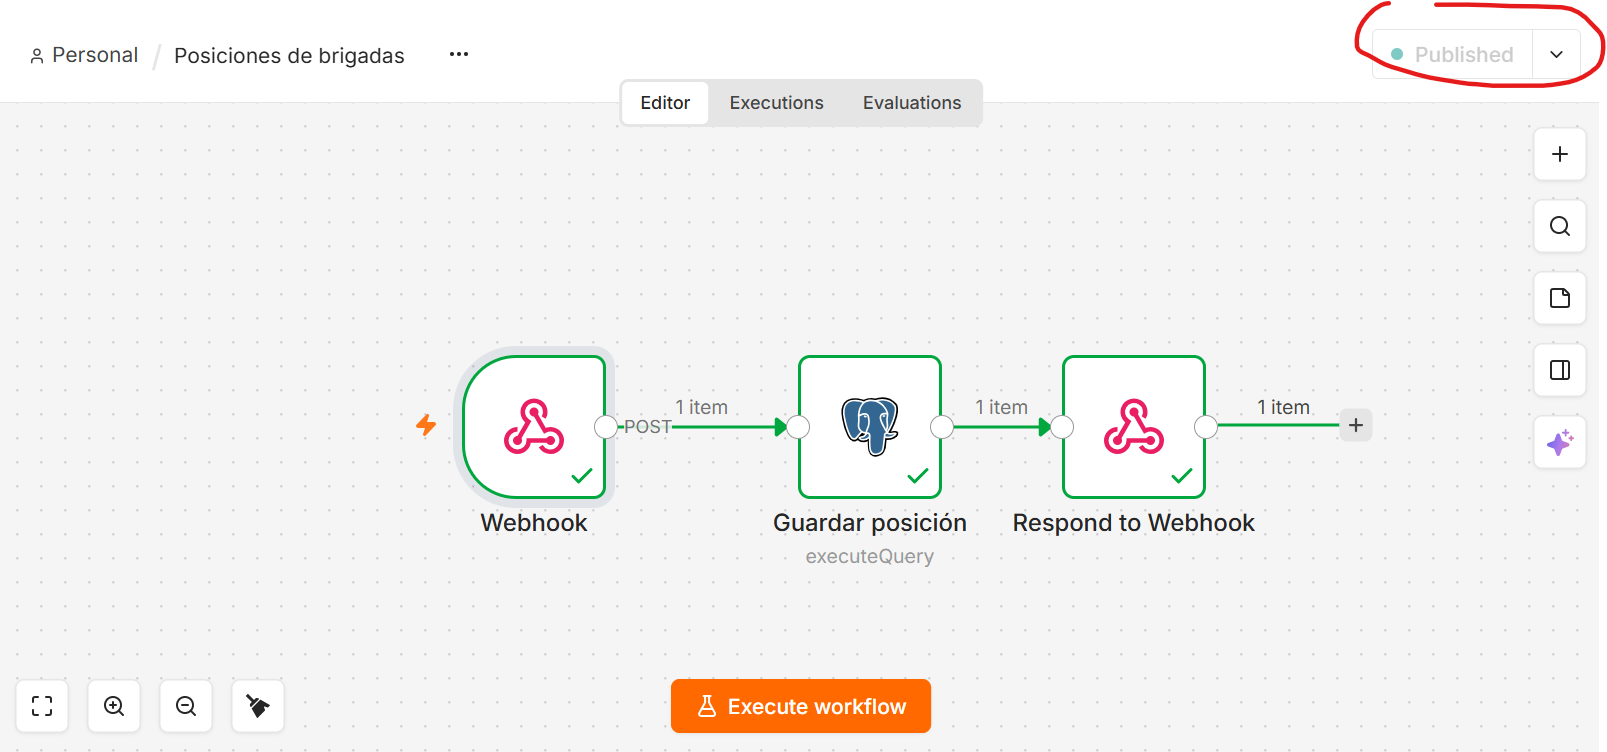 Personal / Posiciones de brigadas ...
Published
Editor Executions Evaluations
POST 1 item 1 item 1 item
Webhook Guardar posición Respond to Webhook
executeQuery
Execute workflow